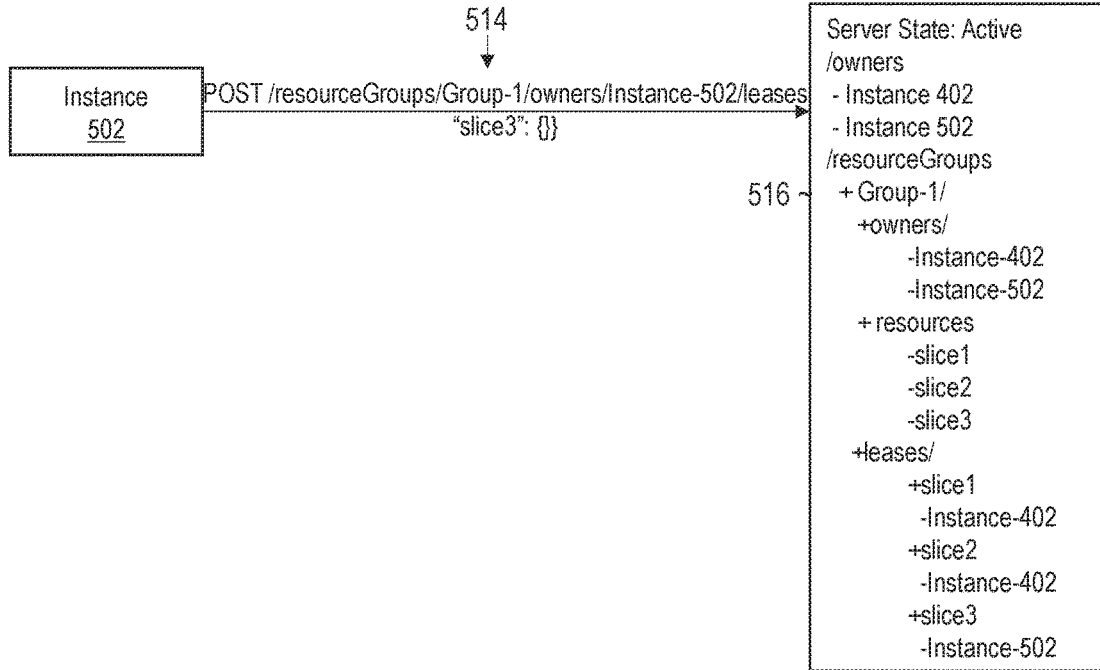 514
Instance
502
POST /resourceGroups/Group-1/owners/Instance-502/leases
"slice3": {}}
516
Server State: Active
/owners
- Instance 402
- Instance 502
/resourceGroups
+ Group-1/
+owners/
-Instance-402
-Instance-502
+ resources
-slice1
-slice2
-slice3
+leases/
+slice1
-Instance-402
+slice2
-Instance-402
+slice3
-Instance-502